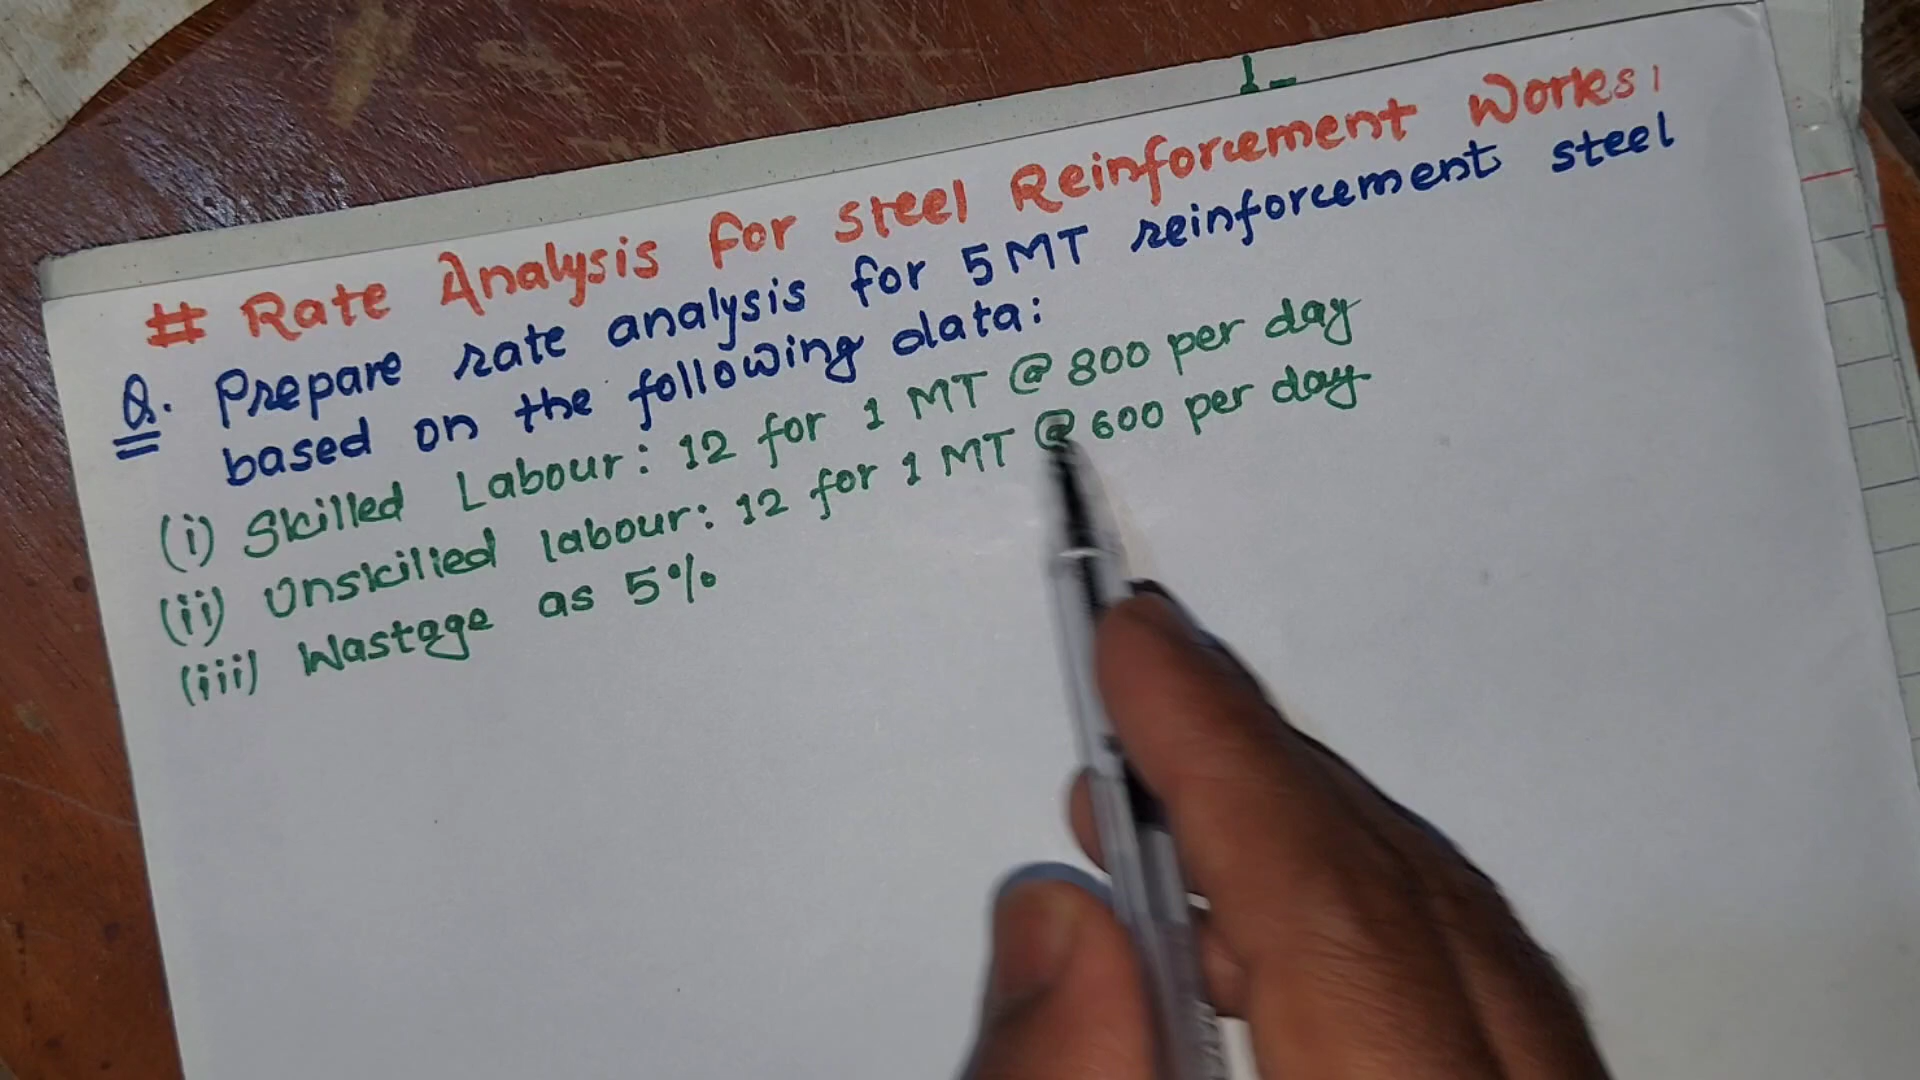 1-
# Rate Analysis for Steel Reinforcement Works:
Q. Prepare rate analysis for 5MT reinforcement steel
based on the following data:
(i) Skilled Labour: 12 for 1 MT @ 800 per day
(ii) Unskilied labour: 12 for 1 MT @ 600 per day
(iii) Wastage as 5%